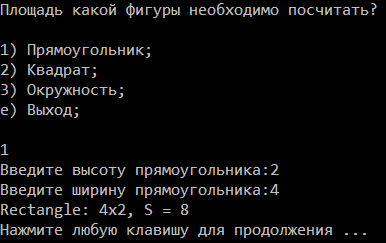 Площадь какой фигуры необходимо посчитать?
1) Прямоугольник;
2) Квадрат;
3) Окружность;
e) Выход;
1
Введите высоту прямоугольника:2
Введите ширину прямоугольника:4
Rectangle: 4x2, S = 8
Нажмите любую клавишу для продолжения ...